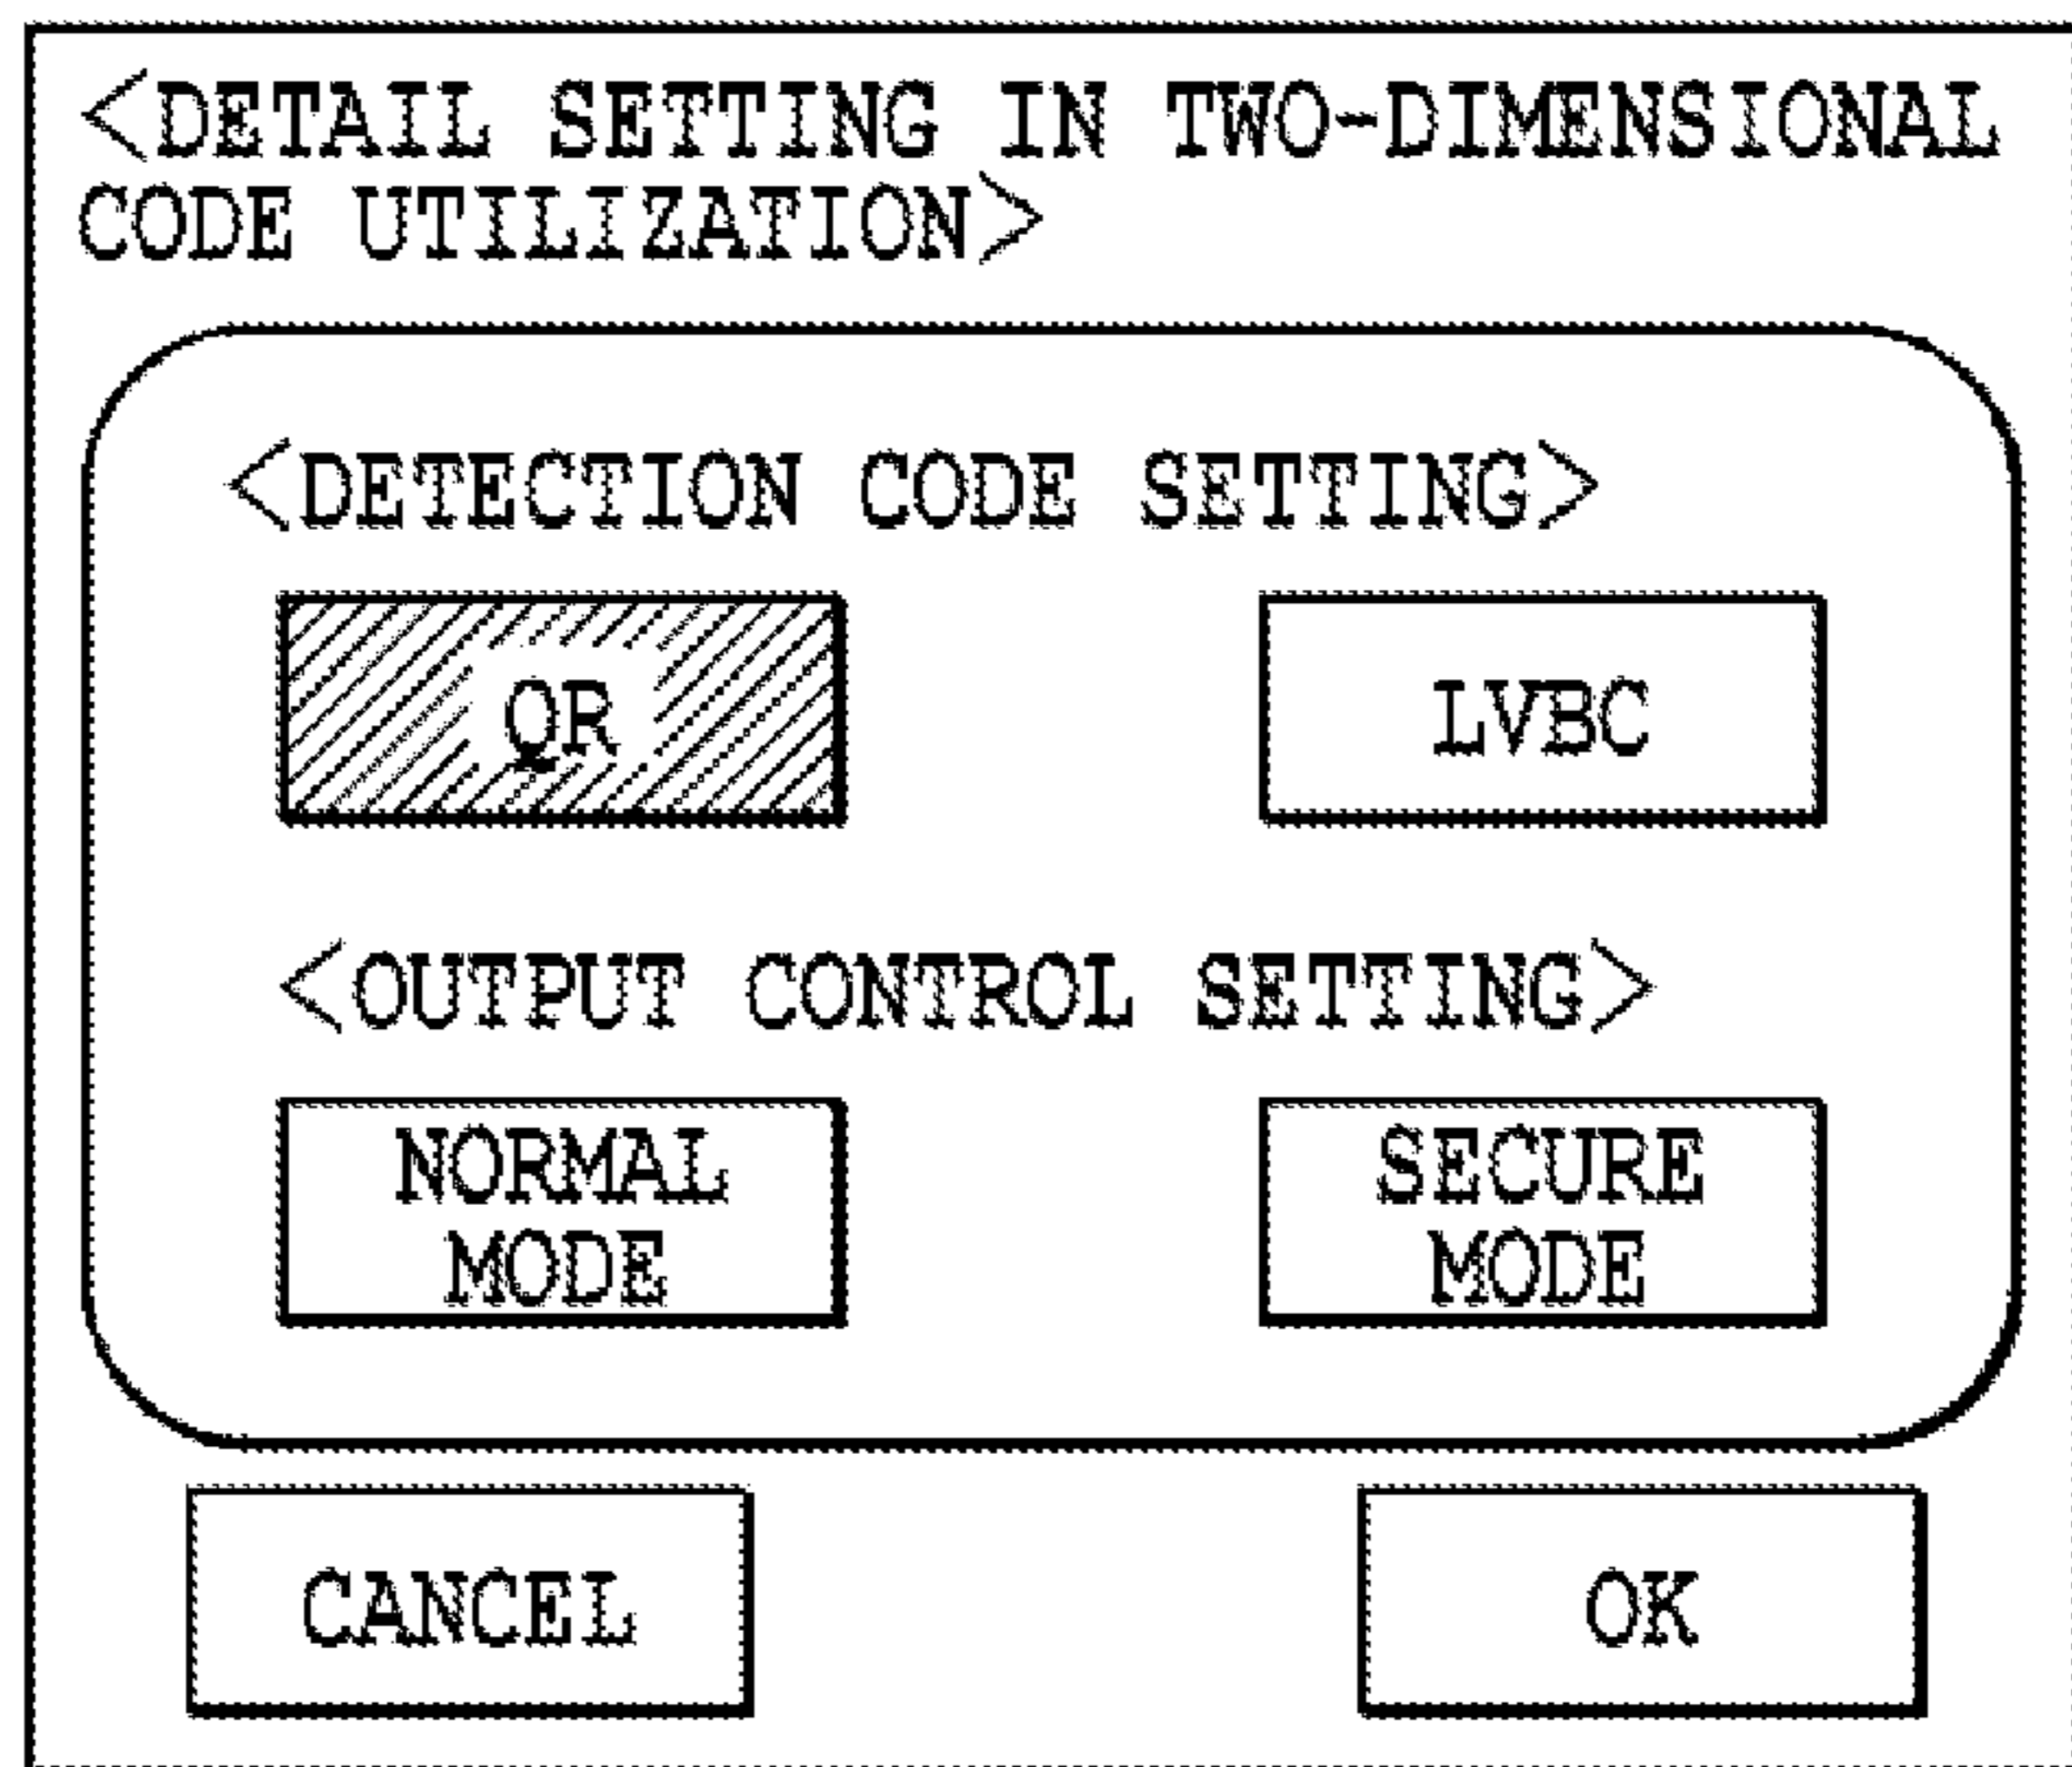 <DETAIL SETTING IN TWO-DIMENSIONAL
CODE UTILIZATION>
<DETECTION CODE SETTING>
QR LVBC
<OUTPUT CONTROL SETTING>
NORMAL MODE
SECURE MODE
CANCEL OK